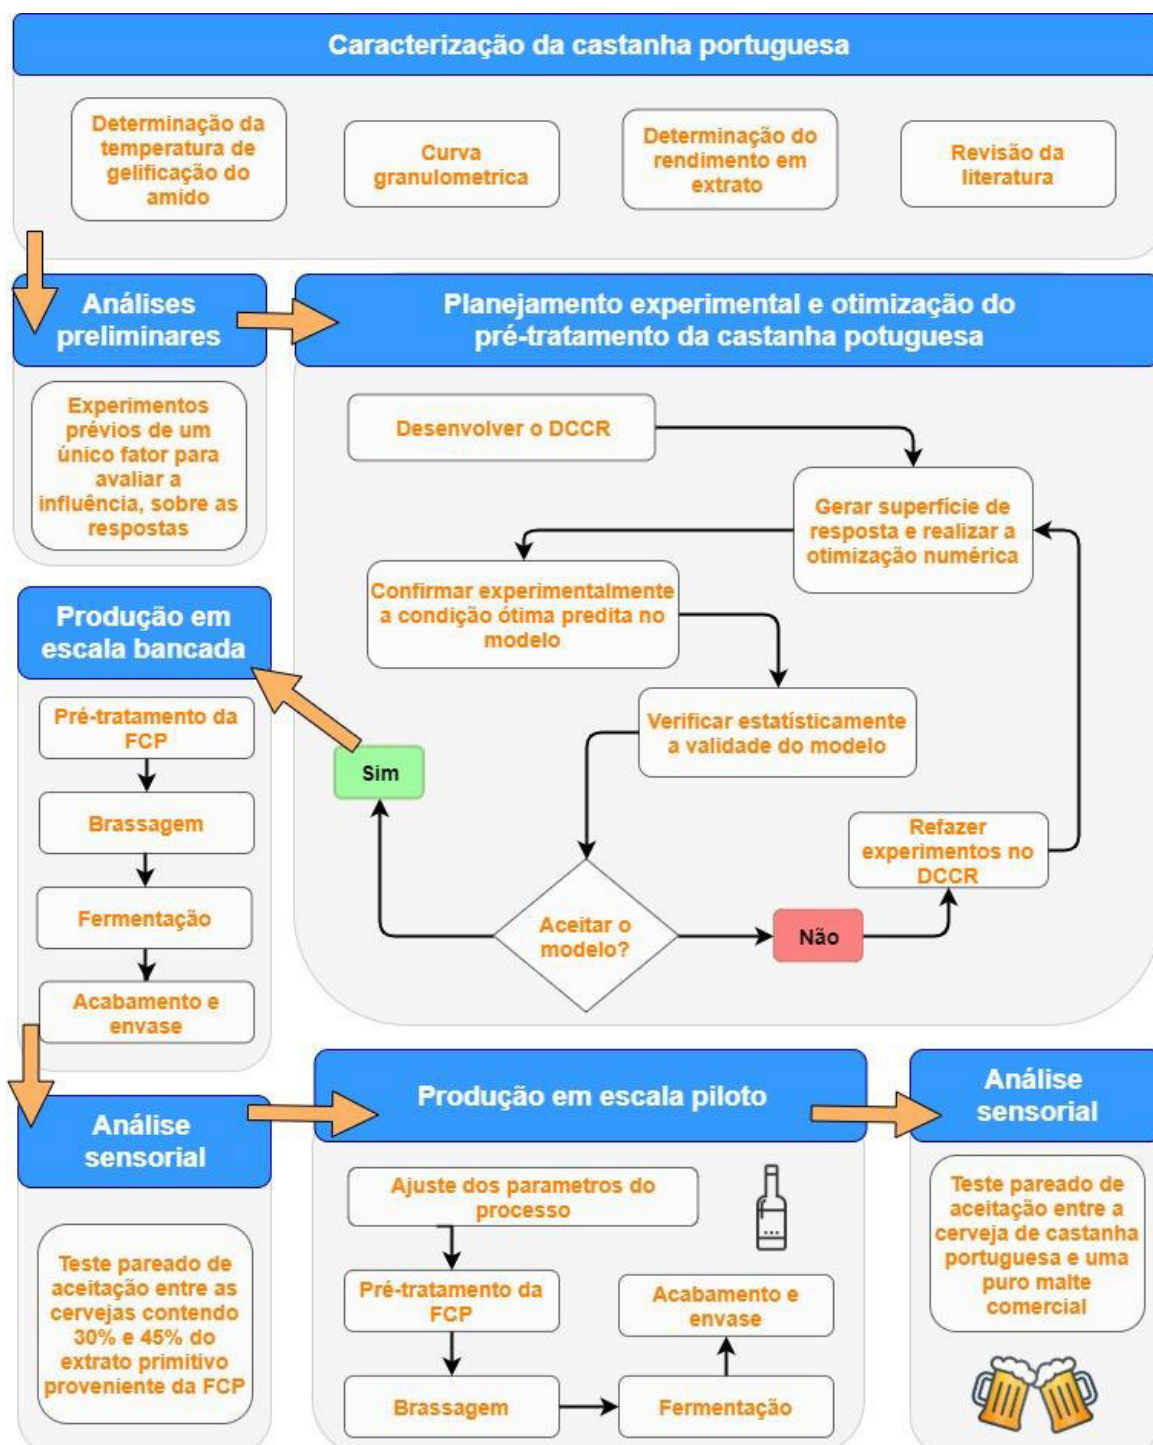 Caracterização da castanha portuguesa
Determinação da
temperatura de
gelificação do
amido
Curva
granulometrica
Determinação do
rendimento em
extrato
Revisão da
literatura
Análises
preliminares
Experimentos
prévios de um
único fator para
avaliar a
influência, sobre as
respostas
Planejamento experimental e otimização do
pré-tratamento da castanha potuguesa
Desenvolver o DCCR
Gerar superfície de
resposta e realizar a
otimização numérica
Confirmar experimentalmente
a condição ótima predita no
modelo
Verificar estatísticamente
a validade do modelo
Aceitar o
modelo?
Sim
Não
Refazer
experimentos no
DCCR
Produção em
escala bancada
Pré-tratamento da
FCP
Brassagem
Fermentação
Acabamento e
envase
Análise
sensorial
Teste pareado de
aceitação entre as
cervejas contendo
30% e 45% do
extrato primitivo
proveniente da FCP
Produção em escala piloto
Ajuste dos parametros do
processo
Pré-tratamento da
FCP
Brassagem
Fermentação
Acabamento e
envase
Análise
sensorial
Teste pareado de
aceitação entre a
cerveja de castanha
portuguesa e uma
puro malte
comercial